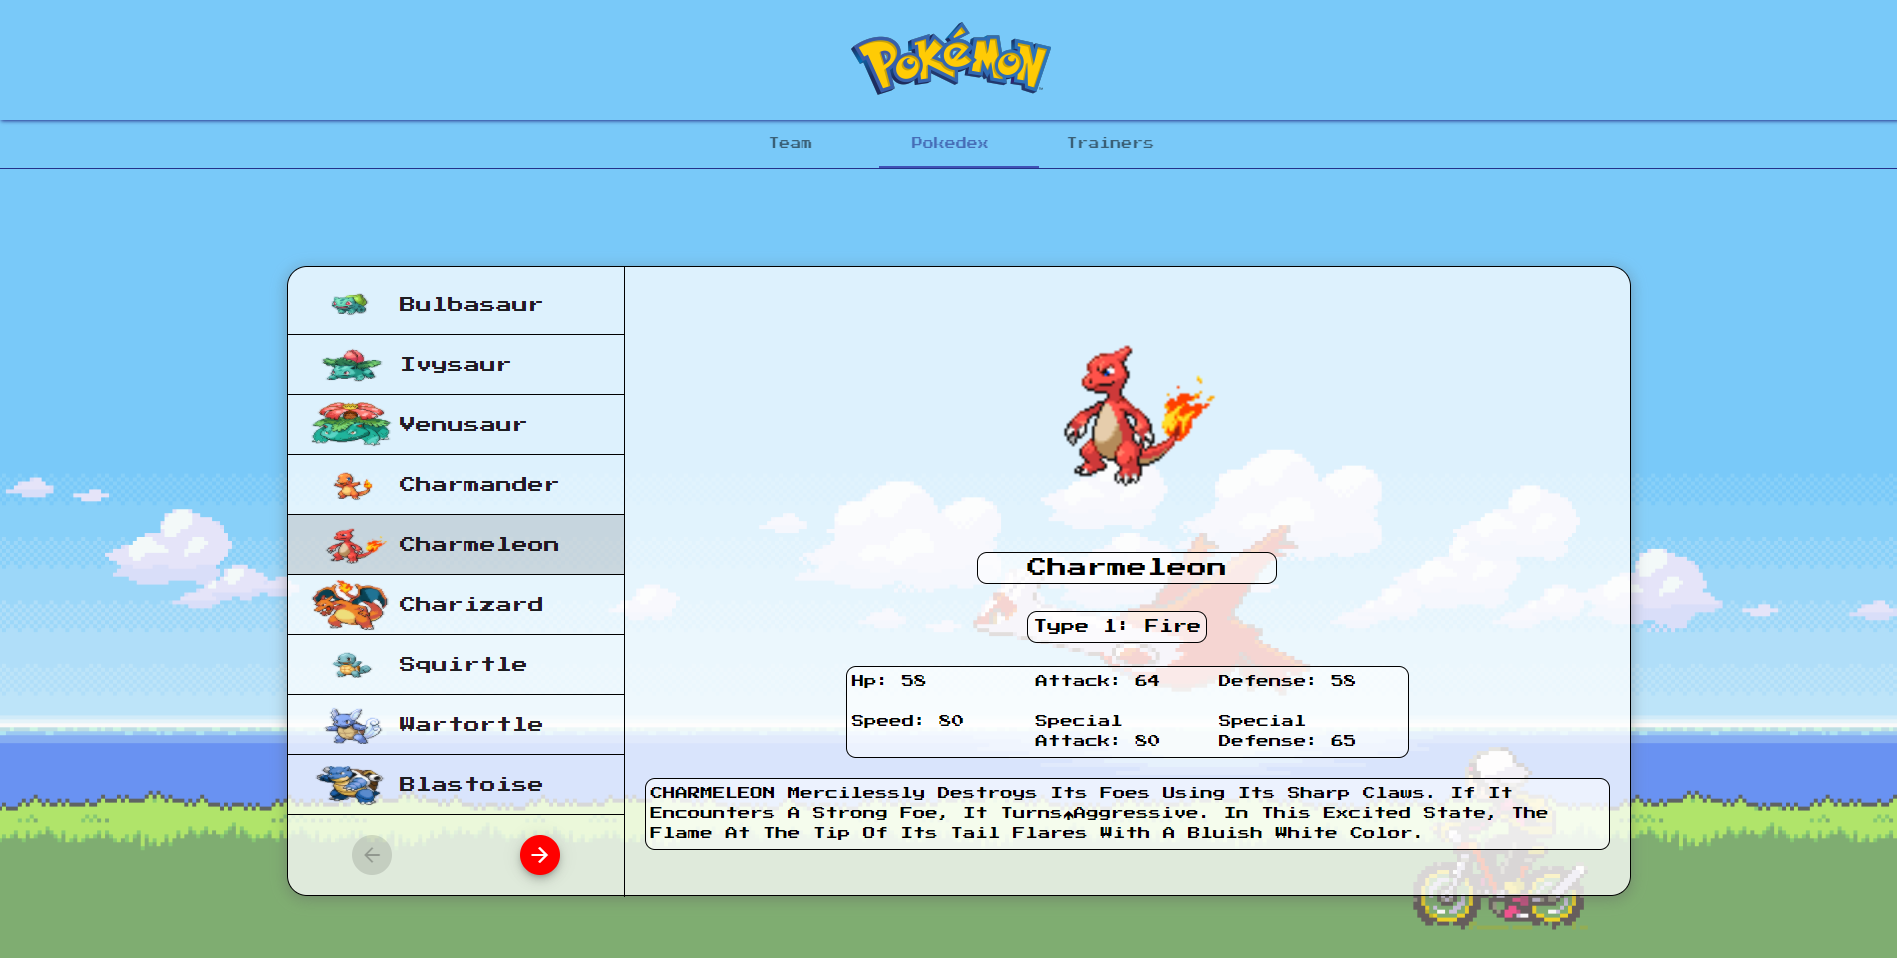 Pokémon
Team Pokedex Trainers
Bulbasaur
Ivysaur
Venusaur
Charmander
Charmeleon
Charizard
Squirtle
Wartortle
Blastoise
Charmeleon
Type 1: Fire
Hp: 58 Attack: 64 Defense: 58
Speed: 80 Special Special
Attack: 80 Defense: 65
CHARMELEON Mercilessly Destroys Its Foes Using Its Sharp Claws. If It
Encounters A Strong Foe, It Turns↑Aggressive. In This Excited State, The
Flame At The Tip Of Its Tail Flares With A Bluish White Color.